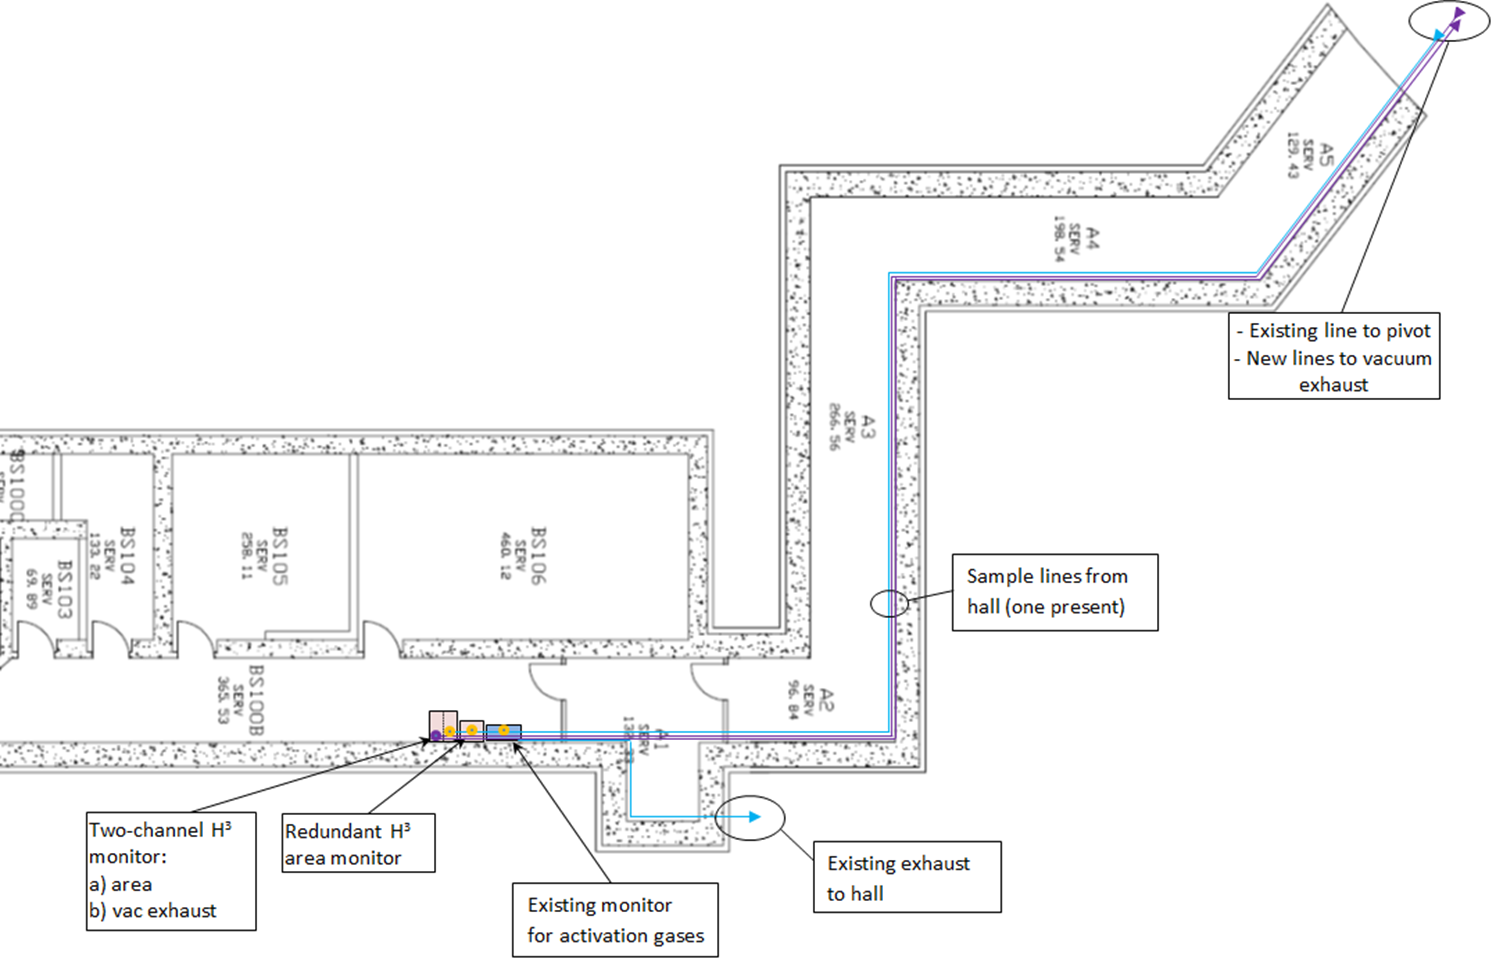 A5
SERV
129.43
A4
SERV
198.54
- Existing line to pivot
- New lines to vacuum
exhaust
A3
SERV
266.56
BS100C
BS103
SERV
69.89
BS104
SERV
133.22
BS105
SERV
258.11
BS106
SERV
460.12
Sample lines from
hall (one present)
BS100B
SERV
365.53
A1
SERV
A2
SERV
96.84
Two-channel H³
monitor:
a) area
b) vac exhaust
Redundant H³
area monitor
Existing monitor
for activation gases
Existing exhaust
to hall